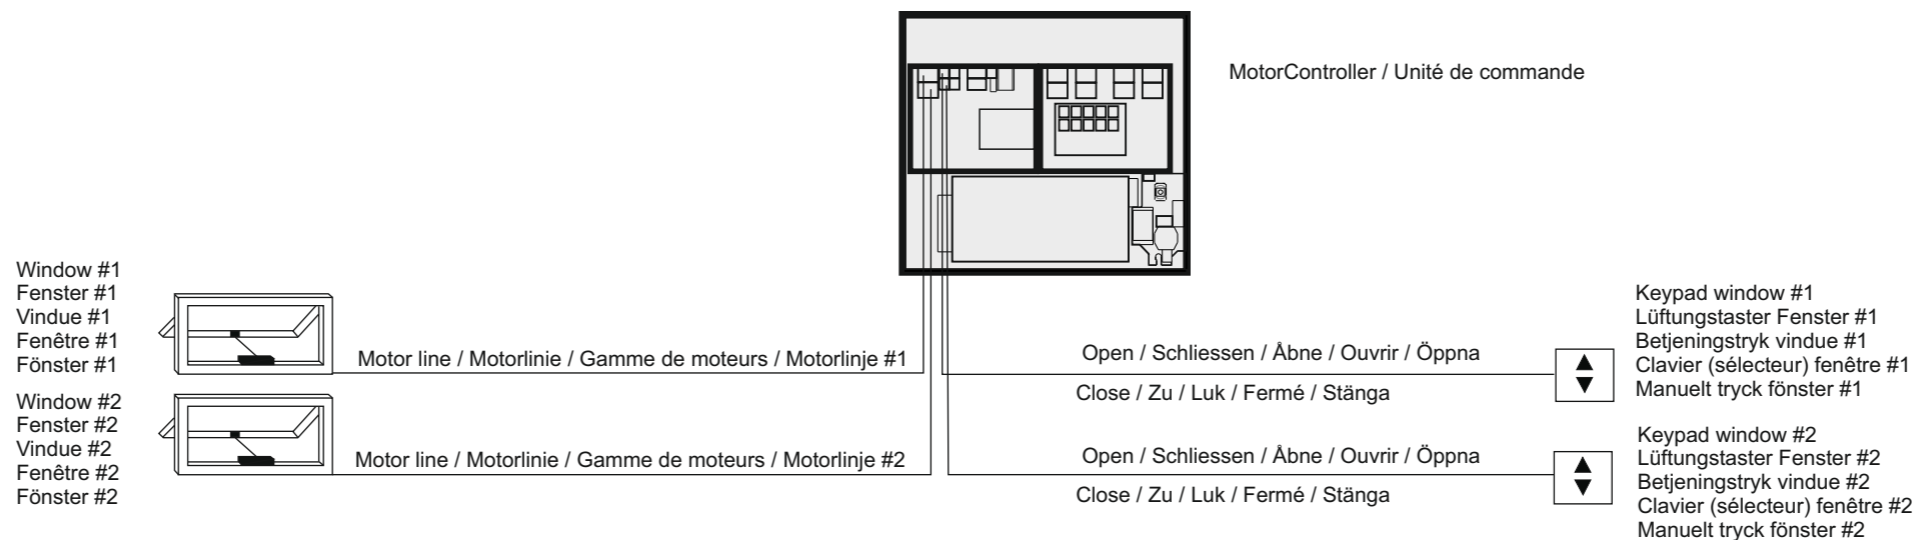 MotorController / Unité de commande
Window #1
Fenster #1
Vindue #1
Fenêtre #1
Fönster #1
Motor line / Motorlinie / Gamme de moteurs / Motorlinje #1
Open / Schliessen / Åbne / Ouvrir / Öppna
Close / Zu / Luk / Fermé / Stänga
Keypad window #1
Lüftungstaster Fenster #1
Betjeningstryk vindue #1
Clavier (sélecteur) fenêtre #1
Manuelt tryck fönster #1
Window #2
Fenster #2
Vindue #2
Fenêtre #2
Fönster #2
Motor line / Motorlinie / Gamme de moteurs / Motorlinje #2
Open / Schliessen / Åbne / Ouvrir / Öppna
Close / Zu / Luk / Fermé / Stänga
Keypad window #2
Lüftungstaster Fenster #2
Betjeningstryk vindue #2
Clavier (sélecteur) fenêtre #2
Manuelt tryck fönster #2